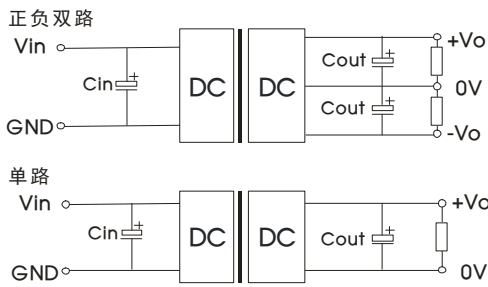 正负双路
Vin
+Vo
Cin
+
DC
DC
Cout
+
0V
Cout
+
GND
-Vo
单路
Vin
+Vo
Cin
+
DC
DC
Cout
+
GND
0V